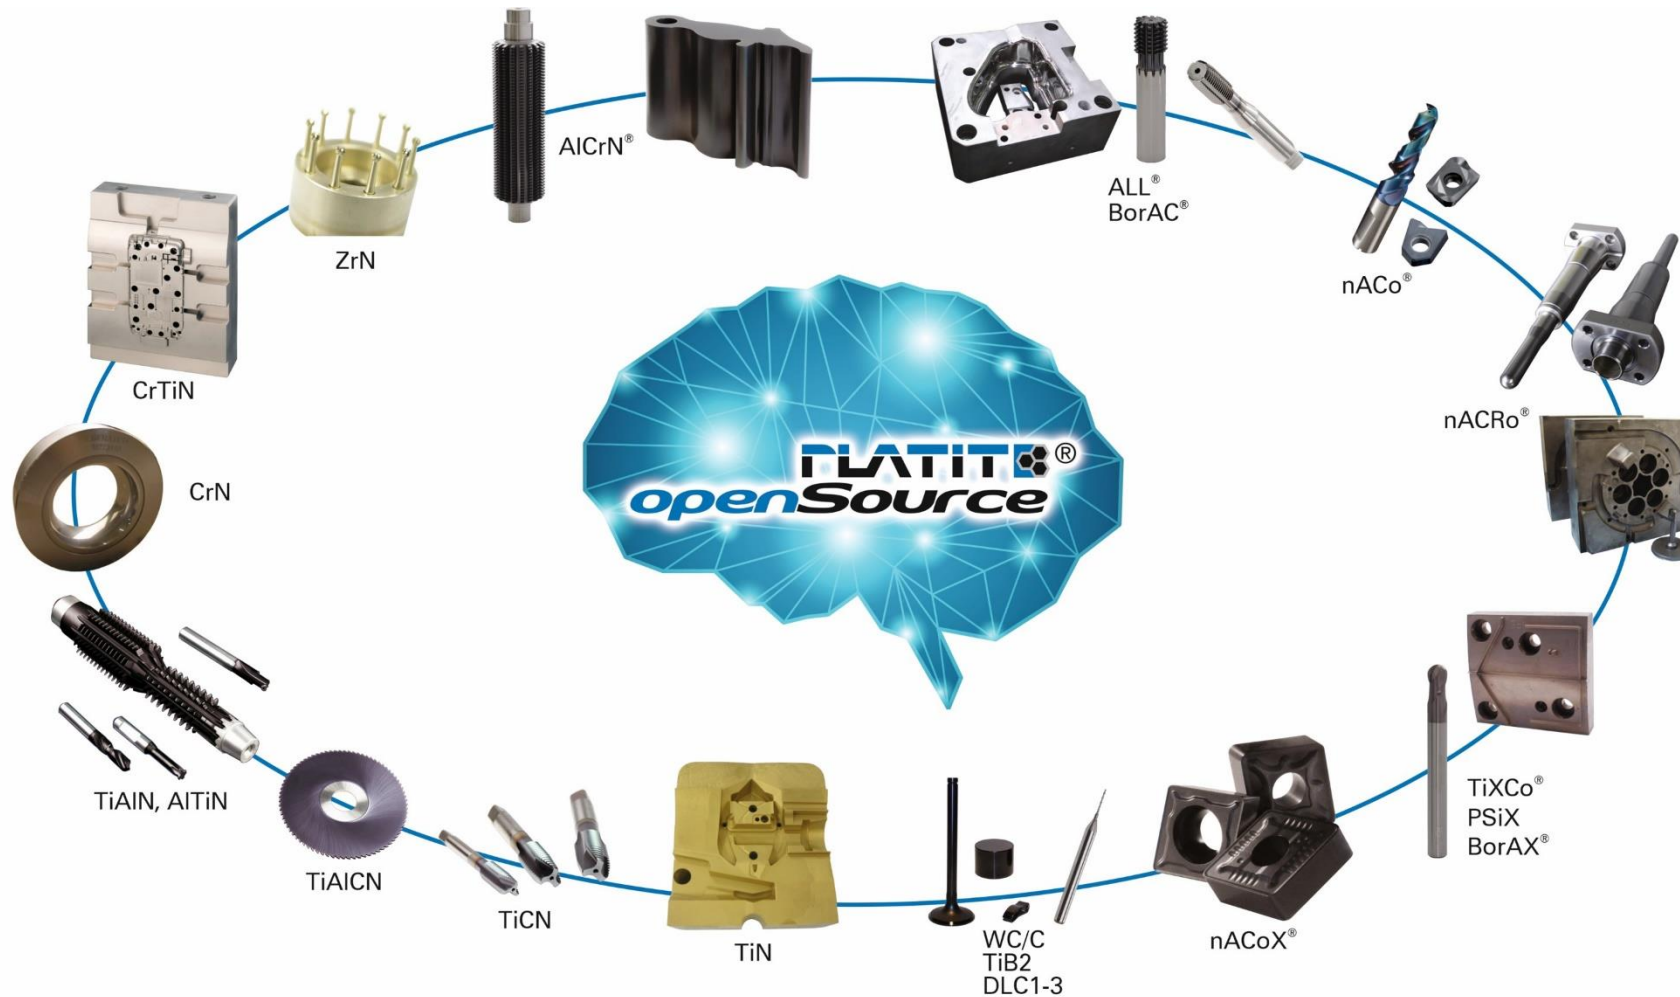 AlCrN®
ALL®
BorAC®
ZrN
nACo®
CrTiN
nACRo®
CrN
PLATIT®
openSource
TiAlN, AlTiN
TiXCo®
PSiX
BorAX®
TiAlCN
TiCN
TiN
WC/C
TiB2
DLC1-3
nACoX®